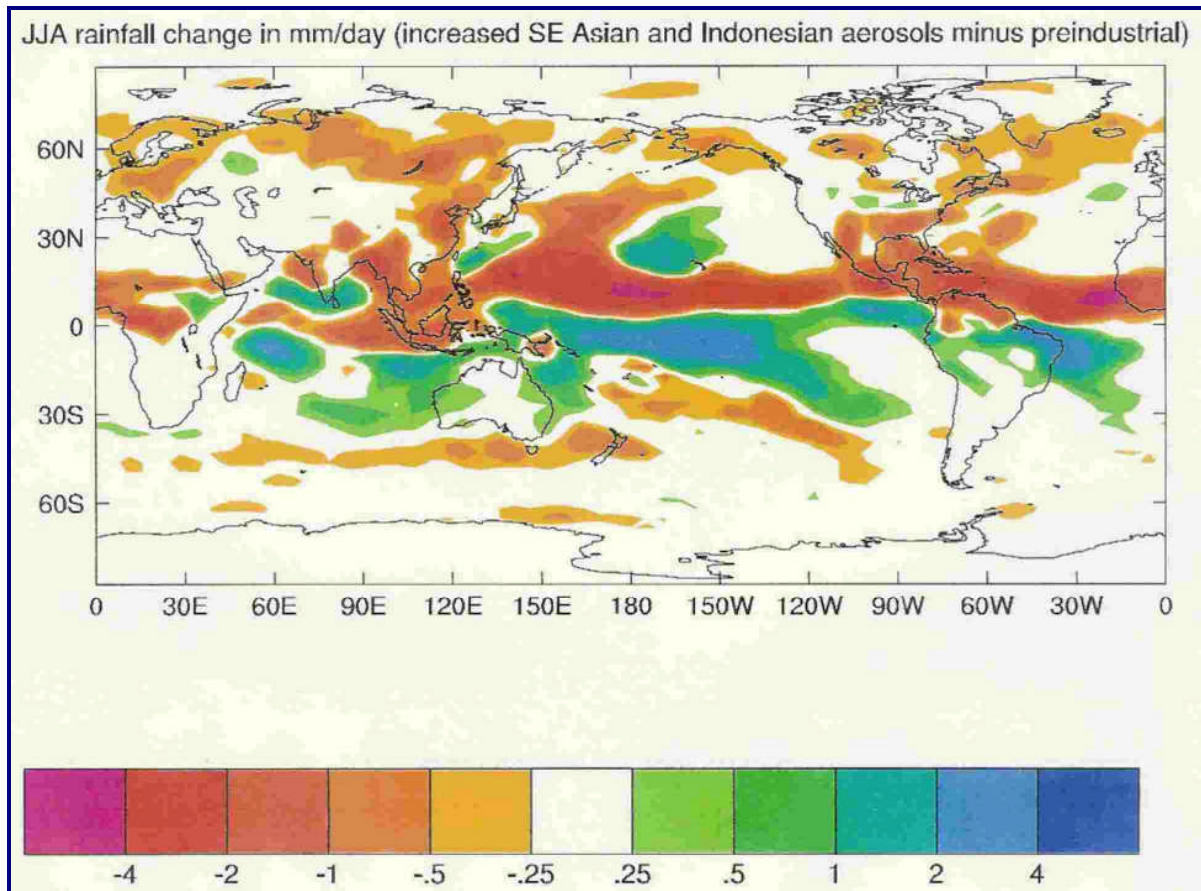 JJA rainfall change in mm/day (increased SE Asian and Indonesian aerosols minus preindustrial)
60N
30N
0
30S
60S
0 30E 60E 90E 120E 150E 180 150W 120W 90W 60W 30W 0
-4 -2 -1 -.5 -.25 .25 .5 1 2 4